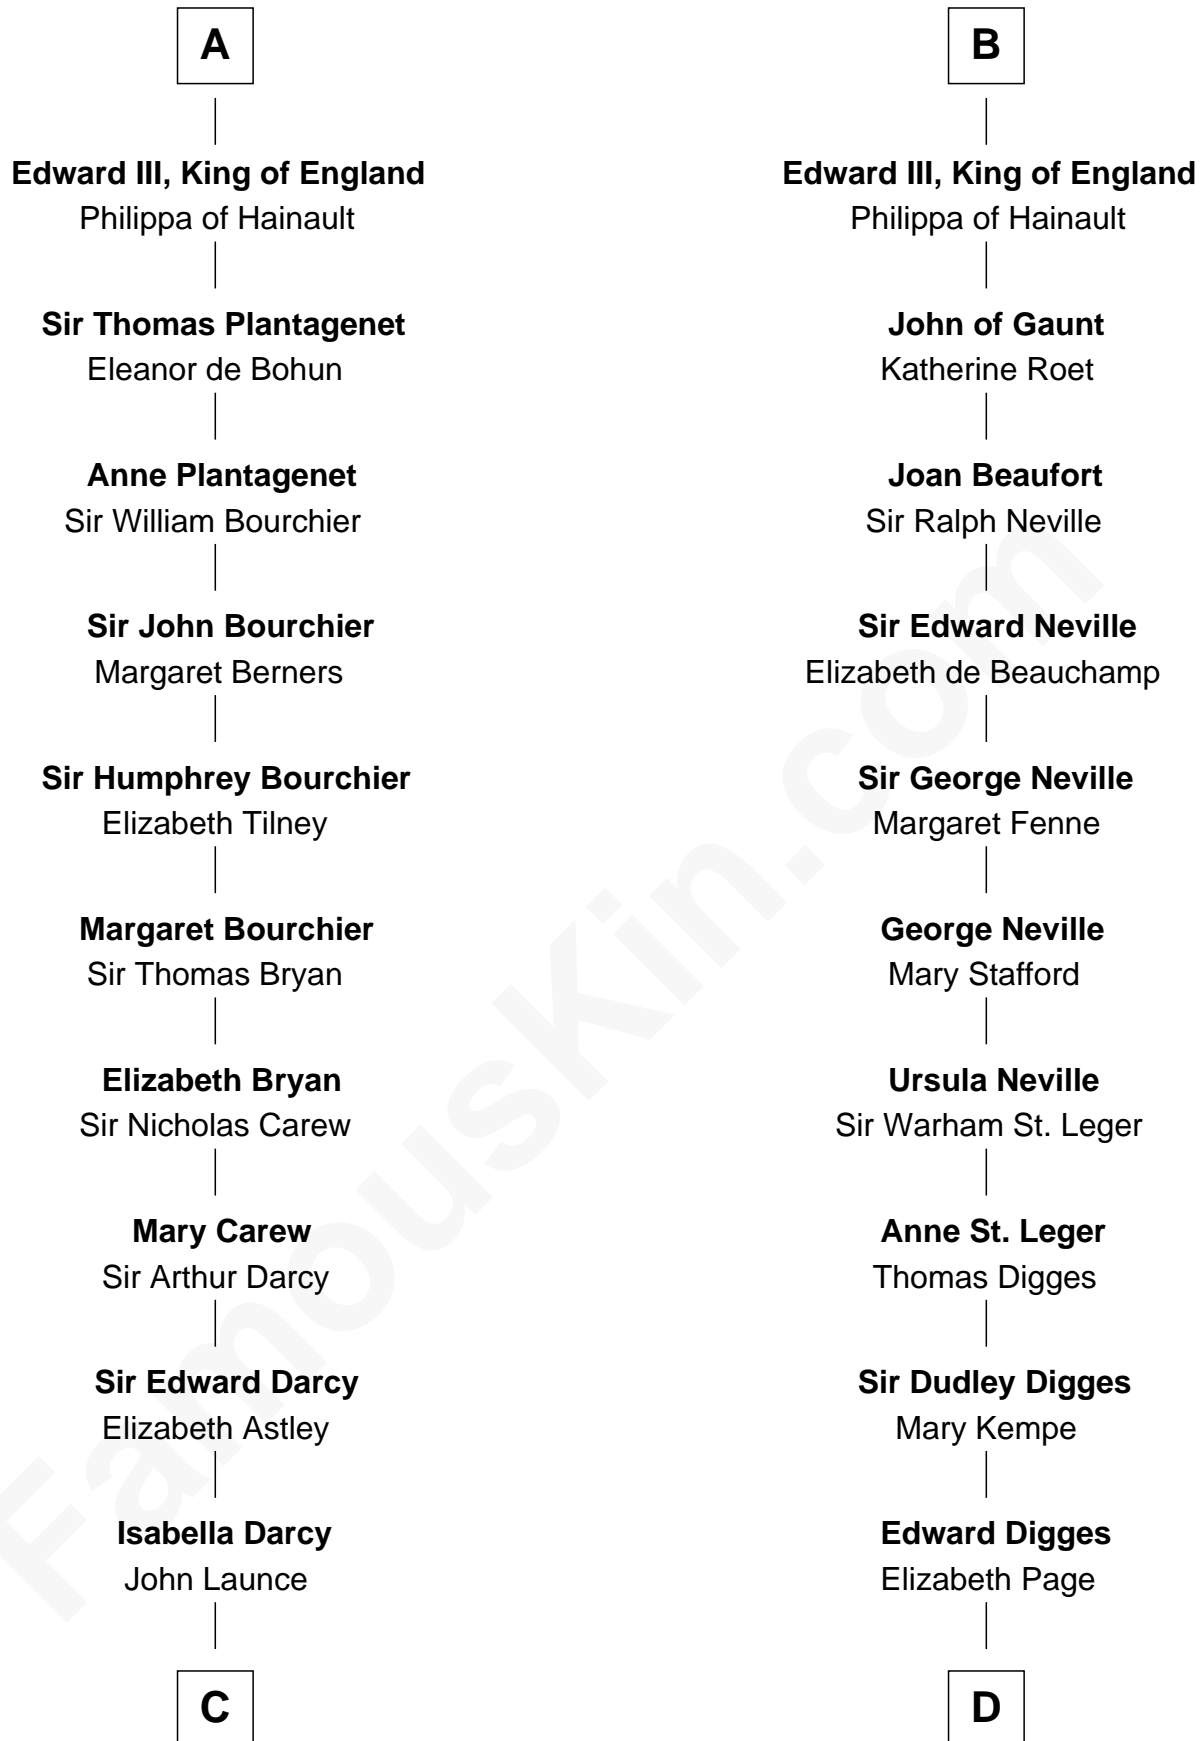 A
Edward III, King of England
Philippa of Hainault
Sir Thomas Plantagenet
Eleanor de Bohun
Anne Plantagenet
Sir William Bourchier
Sir John Bourchier
Margaret Berners
Sir Humphrey Bourchier
Elizabeth Tilney
Margaret Bourchier
Sir Thomas Bryan
Elizabeth Bryan
Sir Nicholas Carew
Mary Carew
Sir Arthur Darcy
Sir Edward Darcy
Elizabeth Astley
Isabella Darcy
John Launce
C
B
Edward III, King of England
Philippa of Hainault
John of Gaunt
Katherine Roet
Joan Beaufort
Sir Ralph Neville
Sir Edward Neville
Elizabeth de Beauchamp
Sir George Neville
Margaret Fenne
George Neville
Mary Stafford
Ursula Neville
Sir Warham St. Leger
Anne St. Leger
Thomas Digges
Sir Dudley Digges
Mary Kempe
Edward Digges
Elizabeth Page
D
FamousKin.com